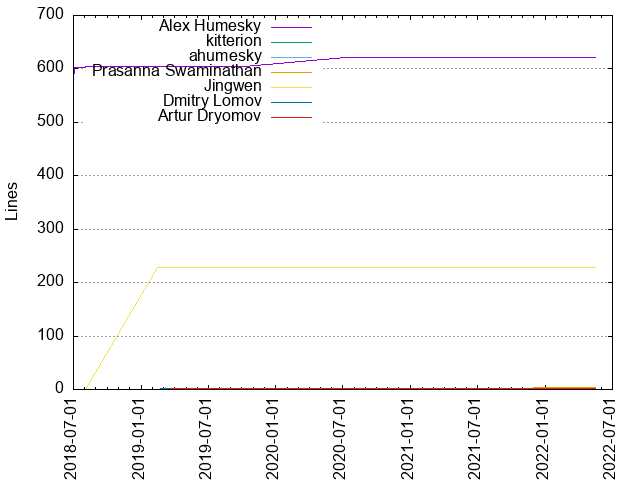 700
600
500
400
300
200
100
0
Lines
Alex Humesky
kitterion
ahumesky
Prasanna Swaminathan
Jingwen
Dmitry Lomov
Artur Dryomov
2018-07-01
2019-01-01
2019-07-01
2020-01-01
2020-07-01
2021-01-01
2021-07-01
2022-01-01
2022-07-01